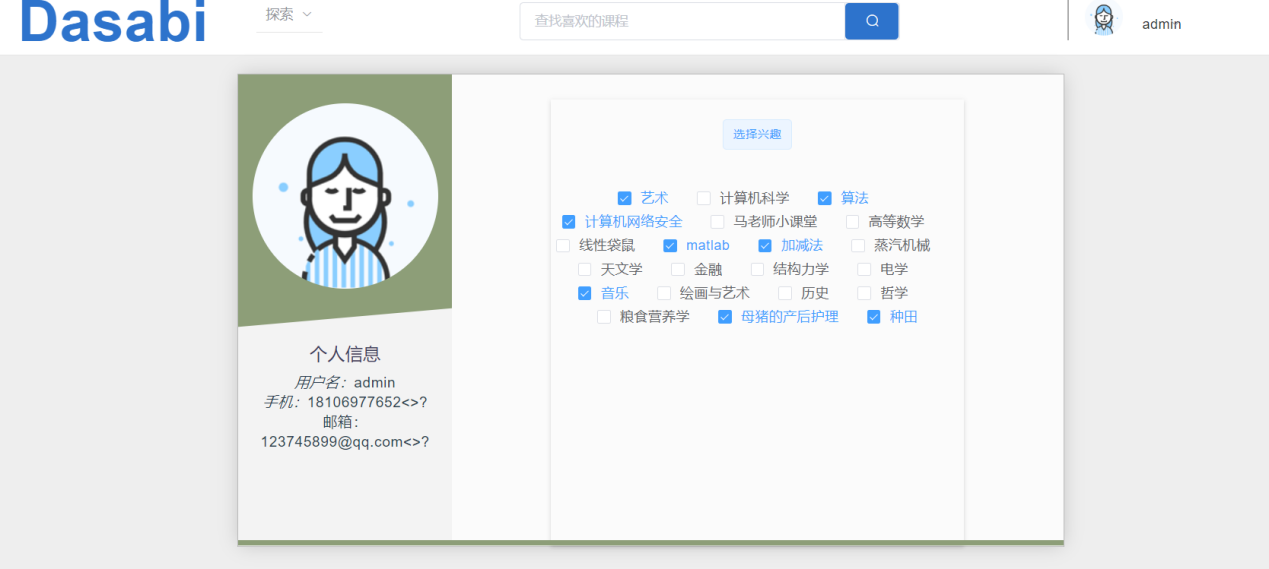 Dasabi 探索 查找喜欢的课程 admin
选择兴趣
艺术 计算机科学 算法
计算机网络安全 马老师小课堂 高等数学
线性袋鼠 matlab 加减法 蒸汽机械
天文学 金融 结构力学 电学
音乐 绘画与艺术 历史 哲学
粮食营养学 母猪的产后护理 种田
个人信息
用户名：admin
手机：18106977652<>?
邮箱：
123745899@qq.com<>?